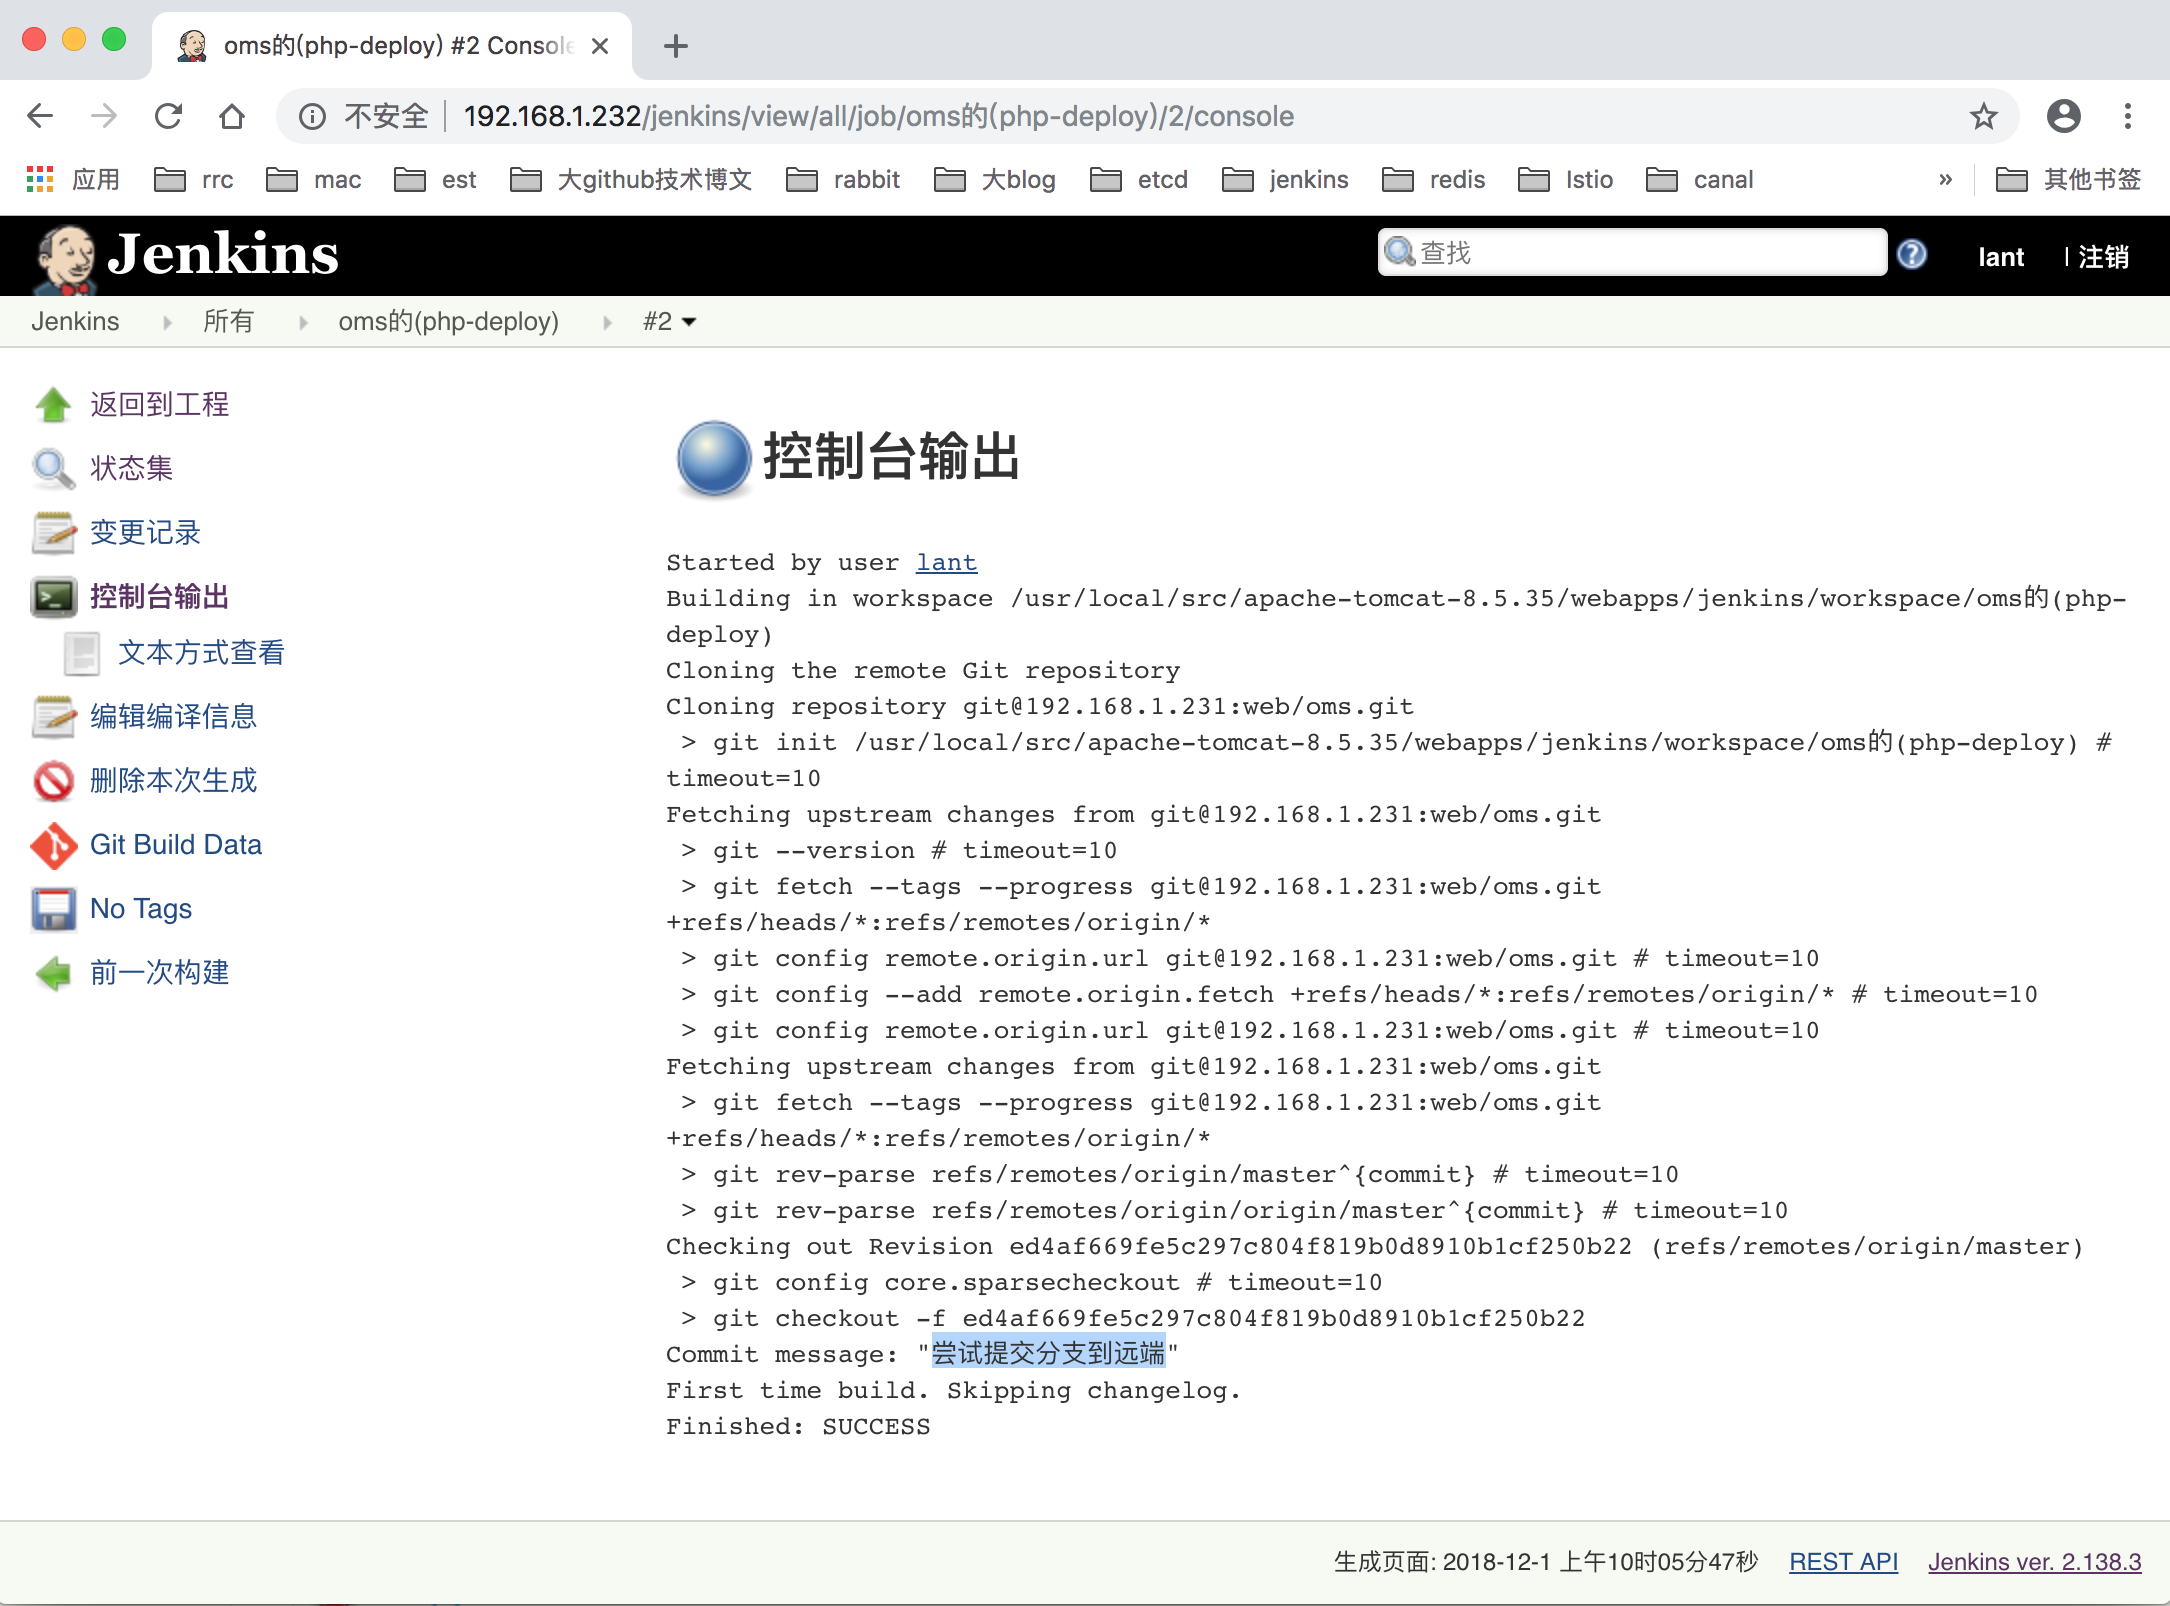 oms的(php-deploy) #2 Console
不安全 192.168.1.232/jenkins/view/all/job/oms的(php-deploy)/2/console
应用 rrc mac est 大github技术博文 rabbit 大blog etcd jenkins redis Istio canal » 其他书签
Jenkins 查找 lant | 注销
Jenkins 所有 oms的(php-deploy) #2
返回到工程
状态集
变更记录
控制台输出
文本方式查看
编辑编译信息
删除本次生成
Git Build Data
No Tags
前一次构建
控制台输出
Started by user lant
Building in workspace /usr/local/src/apache-tomcat-8.5.35/webapps/jenkins/workspace/oms的(php-
deploy)
Cloning the remote Git repository
Cloning repository git@192.168.1.231:web/oms.git
 > git init /usr/local/src/apache-tomcat-8.5.35/webapps/jenkins/workspace/oms的(php-deploy) #
timeout=10
Fetching upstream changes from git@192.168.1.231:web/oms.git
 > git --version # timeout=10
 > git fetch --tags --progress git@192.168.1.231:web/oms.git
+refs/heads/*:refs/remotes/origin/*
 > git config remote.origin.url git@192.168.1.231:web/oms.git # timeout=10
 > git config --add remote.origin.fetch +refs/heads/*:refs/remotes/origin/* # timeout=10
 > git config remote.origin.url git@192.168.1.231:web/oms.git # timeout=10
Fetching upstream changes from git@192.168.1.231:web/oms.git
 > git fetch --tags --progress git@192.168.1.231:web/oms.git
+refs/heads/*:refs/remotes/origin/*
 > git rev-parse refs/remotes/origin/master^{commit} # timeout=10
 > git rev-parse refs/remotes/origin/origin/master^{commit} # timeout=10
Checking out Revision ed4af669fe5c297c804f819b0d8910b1cf250b22 (refs/remotes/origin/master)
 > git config core.sparsecheckout # timeout=10
 > git checkout -f ed4af669fe5c297c804f819b0d8910b1cf250b22
Commit message: "尝试提交分支到远端"
First time build. Skipping changelog.
Finished: SUCCESS
生成页面: 2018-12-1 上午10时05分47秒 REST API Jenkins ver. 2.138.3